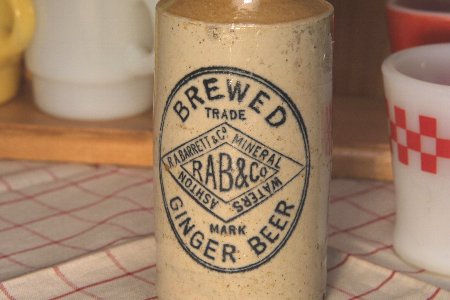 BREWED
TRADE
R.A.BARRETT & Co.
MINERAL
RAB&Co.
ASHTON
WATERS.
MARK
GINGER BEER